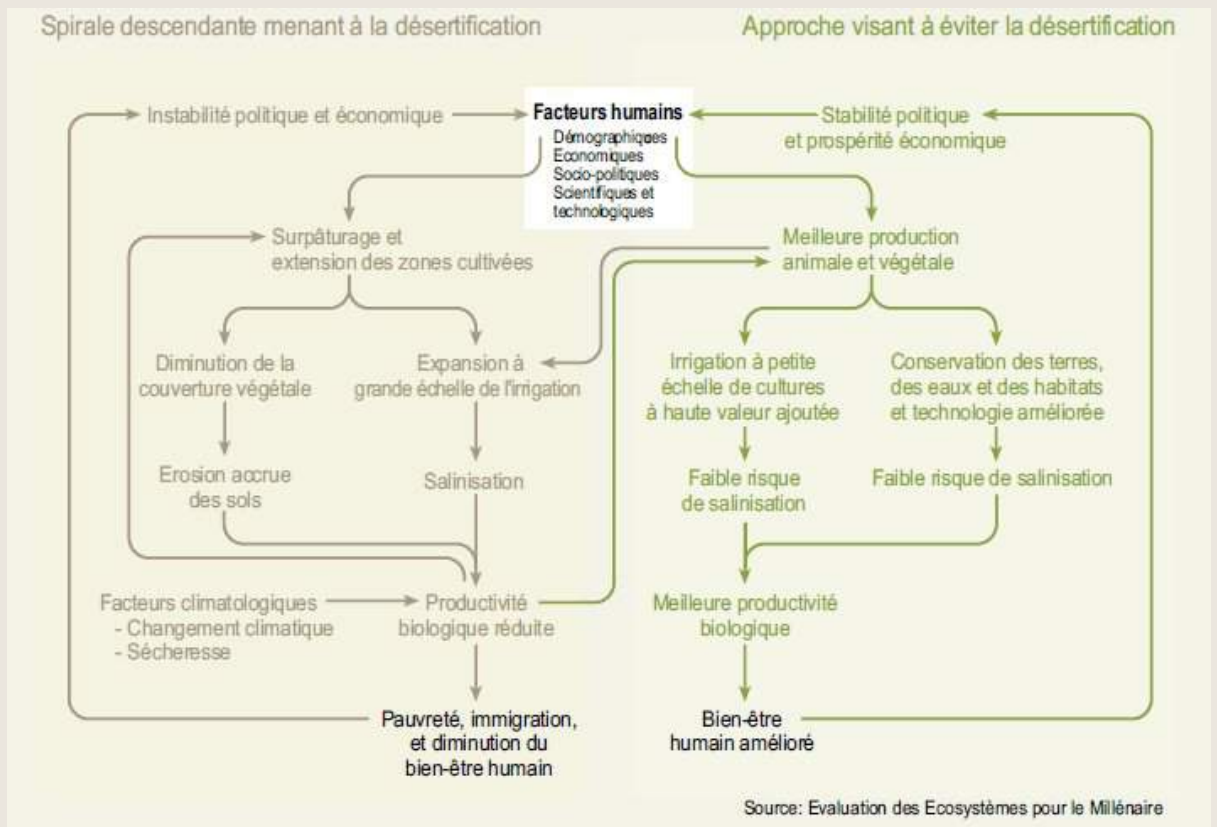 Spirale descendante menant à la désertification
Approche visant à éviter la désertification
Instabilité politique et économique
Facteurs humains
Démographiques
Economiques
Socio-politiques
Scientifiques et
technologiques
Stabilité politique
et prospérité économique
Surpâturage et
extension des zones cultivées
Meilleure production
animale et végétale
Diminution de la
couverture végétale
Expansion à
grande échelle de l'irrigation
Irrigation à petite
échelle de cultures
à haute valeur ajoutée
Conservation des terres,
des eaux et des habitats
et technologie améliorée
Erosion accrue
des sols
Salinisation
Faible risque
de salinisation
Faible risque de salinisation
Facteurs climatologiques
- Changement climatique
- Sécheresse
Productivité
biologique réduite
Meilleure productivité
biologique
Pauvreté, immigration,
et diminution du
bien-être humain
Bien-être
humain amélioré
Source: Evaluation des Ecosystèmes pour le Millénaire